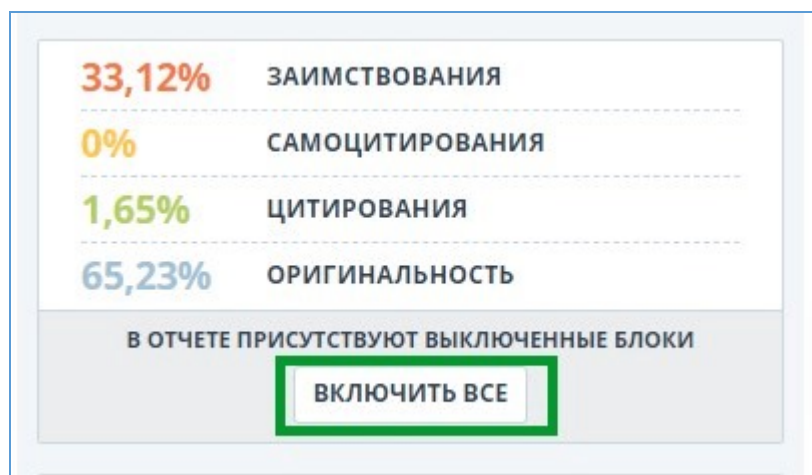 33,12% ЗАИМСТВОВАНИЯ
0% САМОЦИТИРОВАНИЯ
1,65% ЦИТИРОВАНИЯ
65,23% ОРИГИНАЛЬНОСТЬ
В ОТЧЕТЕ ПРИСУТСТВУЮТ ВЫКЛЮЧЕННЫЕ БЛОКИ
ВКЛЮЧИТЬ ВСЕ